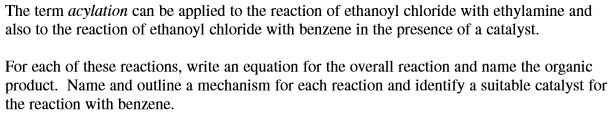 The term acylation can be applied to the reaction of ethanoyl chloride with ethylamine and
also to the reaction of ethanoyl chloride with benzene in the presence of a catalyst.
For each of these reactions, write an equation for the overall reaction and name the organic
product. Name and outline a mechanism for each reaction and identify a suitable catalyst for
the reaction with benzene.